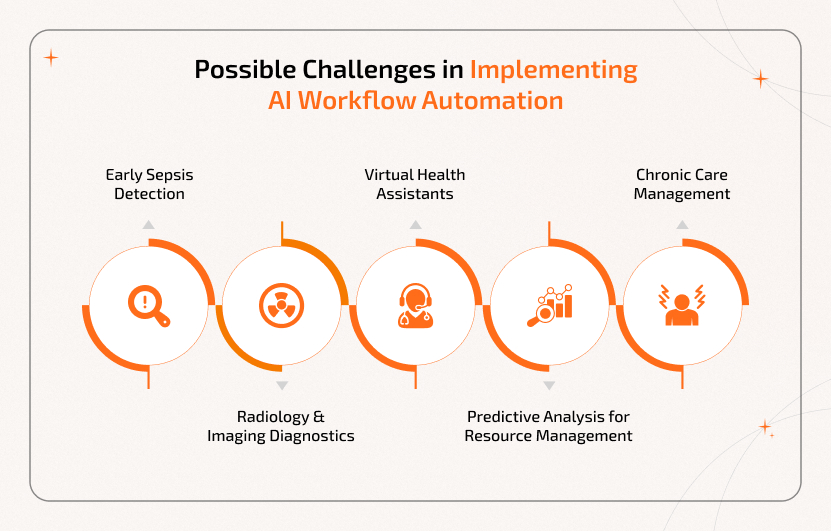 Possible Challenges in Implementing
AI Workflow Automation
Early Sepsis
Detection
Virtual Health
Assistants
Chronic Care
Management
Radiology &
Imaging Diagnostics
Predictive Analysis for
Resource Management